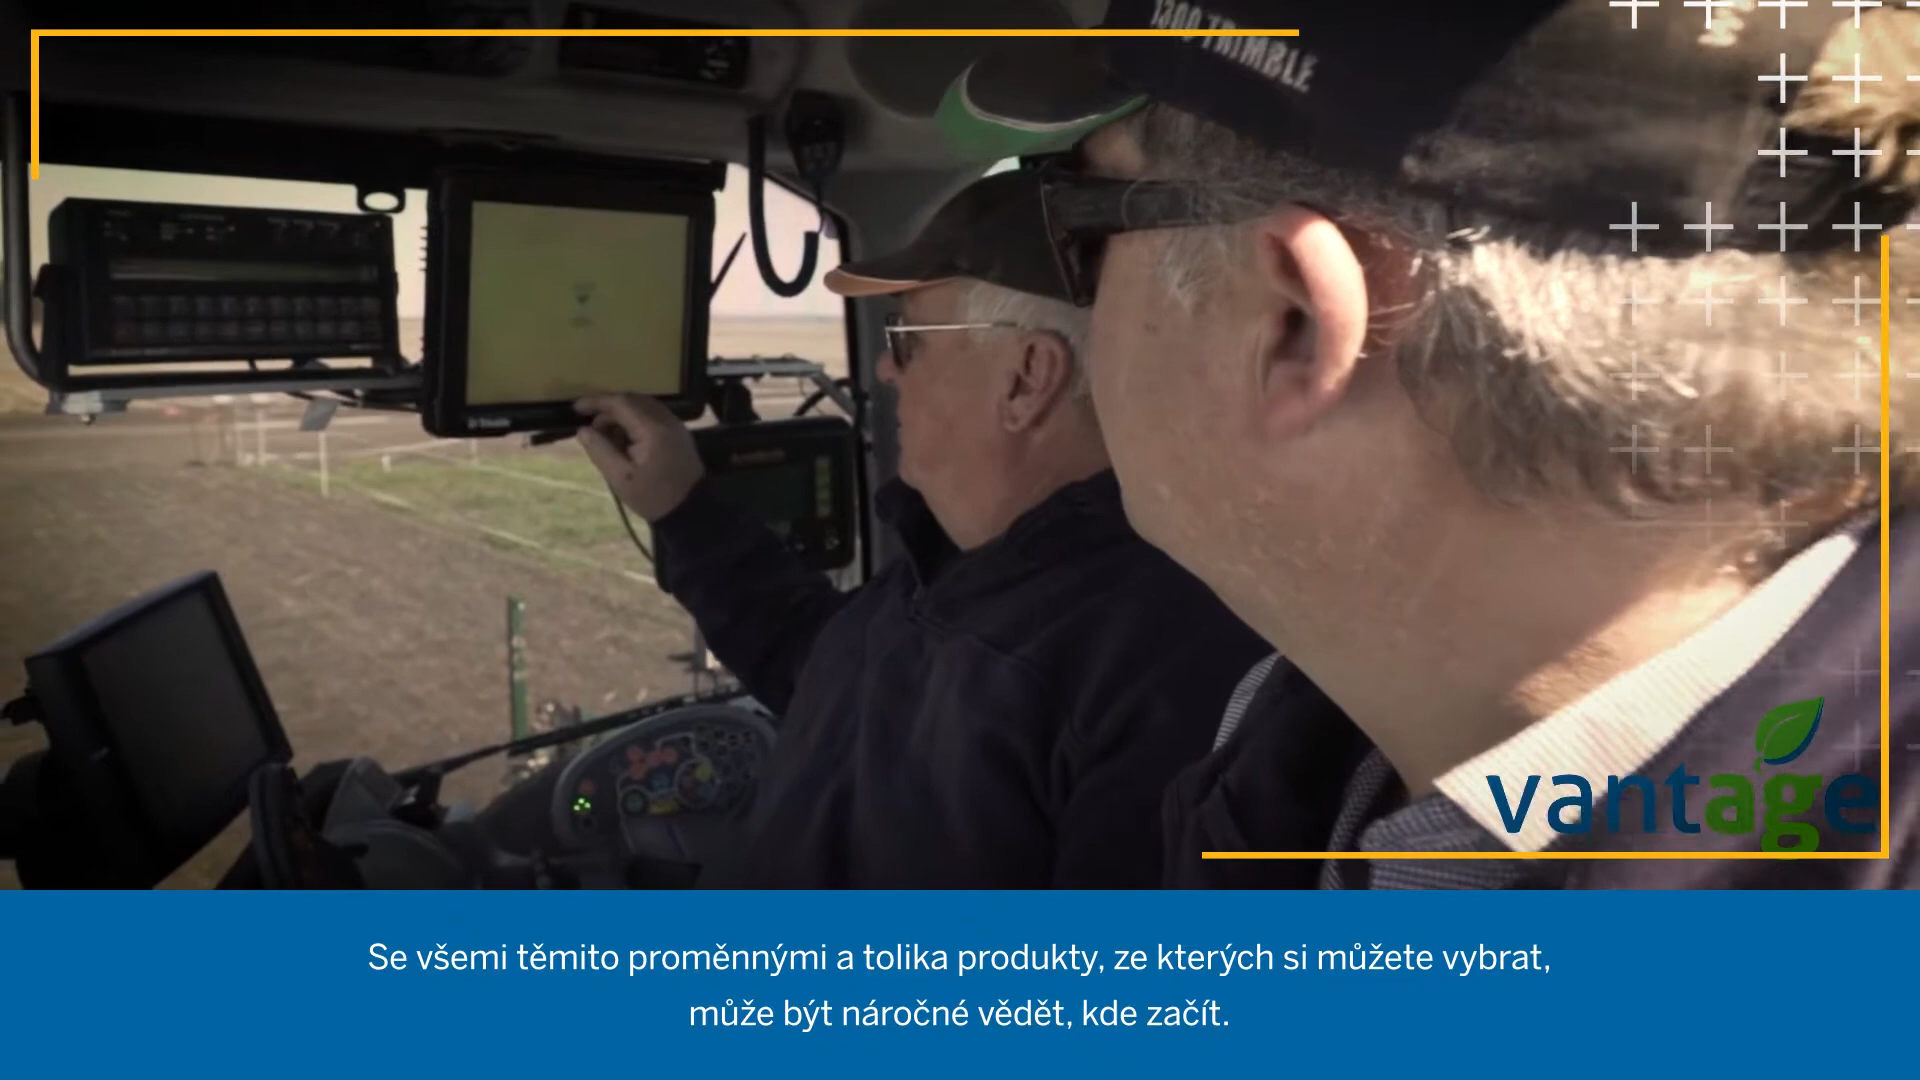 1300 TRIMBLE
Trimble
vantage
Se všemi těmito proměnnými a tolika produkty, ze kterých si můžete vybrat,
může být náročné vědět, kde začít.